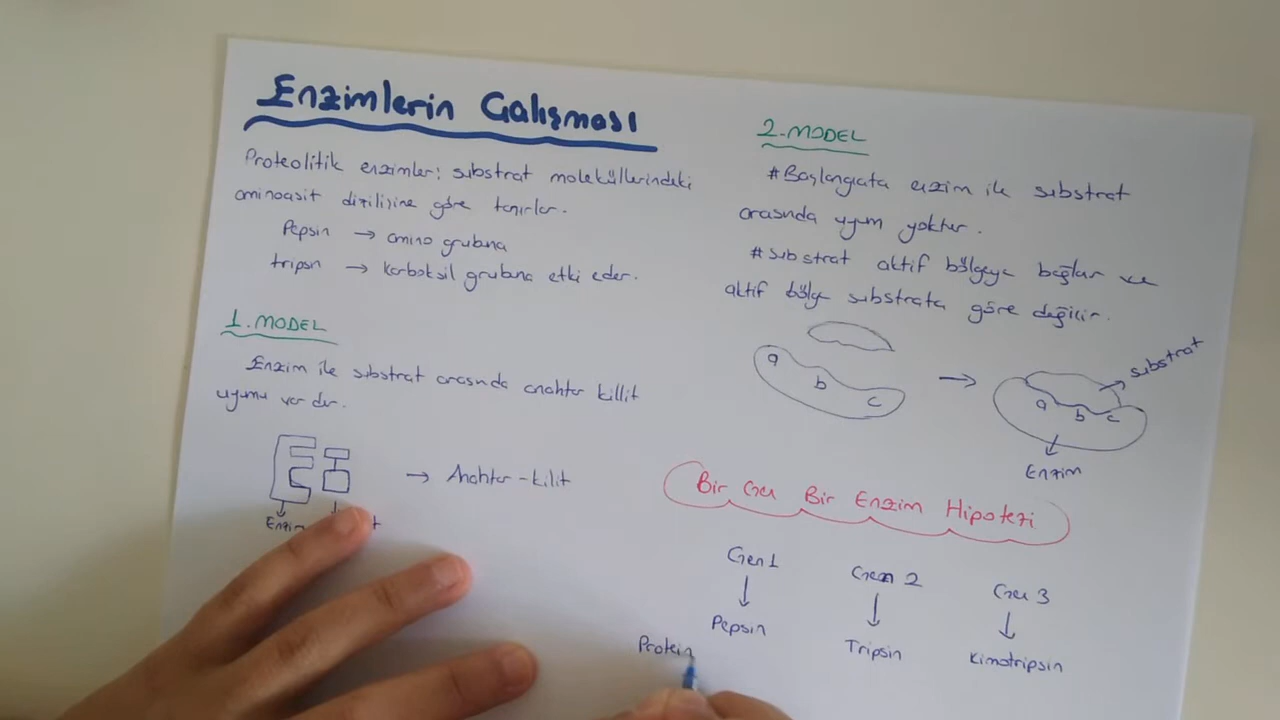 Enzimlerin Çalışması
Proteolitik enzimler; substrat moleküllerindeki
aminoasit dizilişine göre tanırlar.
Pepsin → amino grubuna
tripsin → karboksil grubuna etki eder.
1. MODEL
Enzim ile substrat arasında anahtar killit
uyumu vardır.
→ Anahtar-kilit
2. MODEL
# Başlangıçta enzim ile substrat
arasında uyum yoktur.
# Substrat aktif bölgeye bağlar ve
aktif bölge substrata göre değişir.
a b c
→
a b c
substrat
Enzim
Bir Gen Bir Enzim Hipotezi
Gen 1 Gen 2 Gen 3
Pepsin Tripsin Kimotripsin
Protein